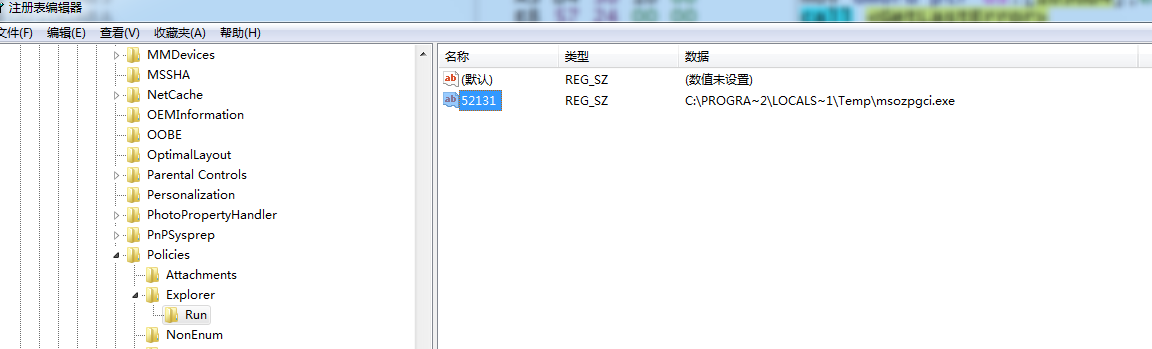 注册表编辑器
call <GetLastError>
文件(F) 编辑(E) 查看(V) 收藏夹(A) 帮助(H)
名称 类型 数据
MMDevices
(默认) REG_SZ (数值未设置)
MSSHA
NetCache
52131 REG_SZ C:\PROGRA~2\LOCALS~1\Temp\msozpgci.exe
OEMInformation
OOBE
OptimalLayout
Parental Controls
Personalization
PhotoPropertyHandler
PnPSysprep
Policies
Attachments
Explorer
Run
NonEnum